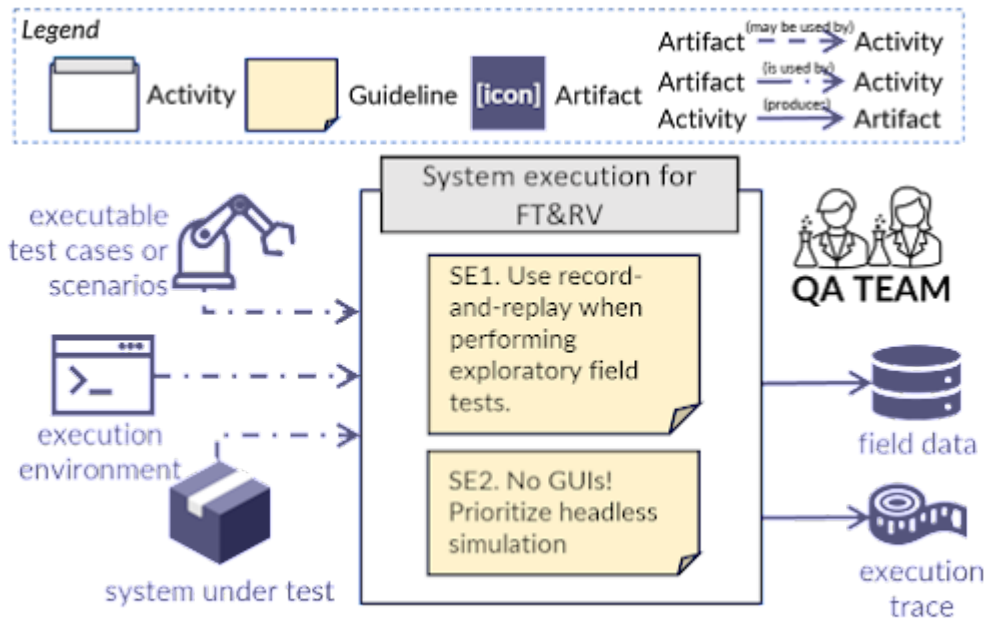 Legend
Activity
Guideline
[icon]
Artifact
Artifact (may be used by) Activity
Artifact (is used by) Activity
Activity (produces) Artifact
System execution for
FT&RV
executable
test cases or
scenarios
execution
environment
system under test
SE1. Use record-
and-replay when
performing
exploratory field
tests.
SE2. No GUIs!
Prioritize headless
simulation
QA TEAM
field data
execution
trace